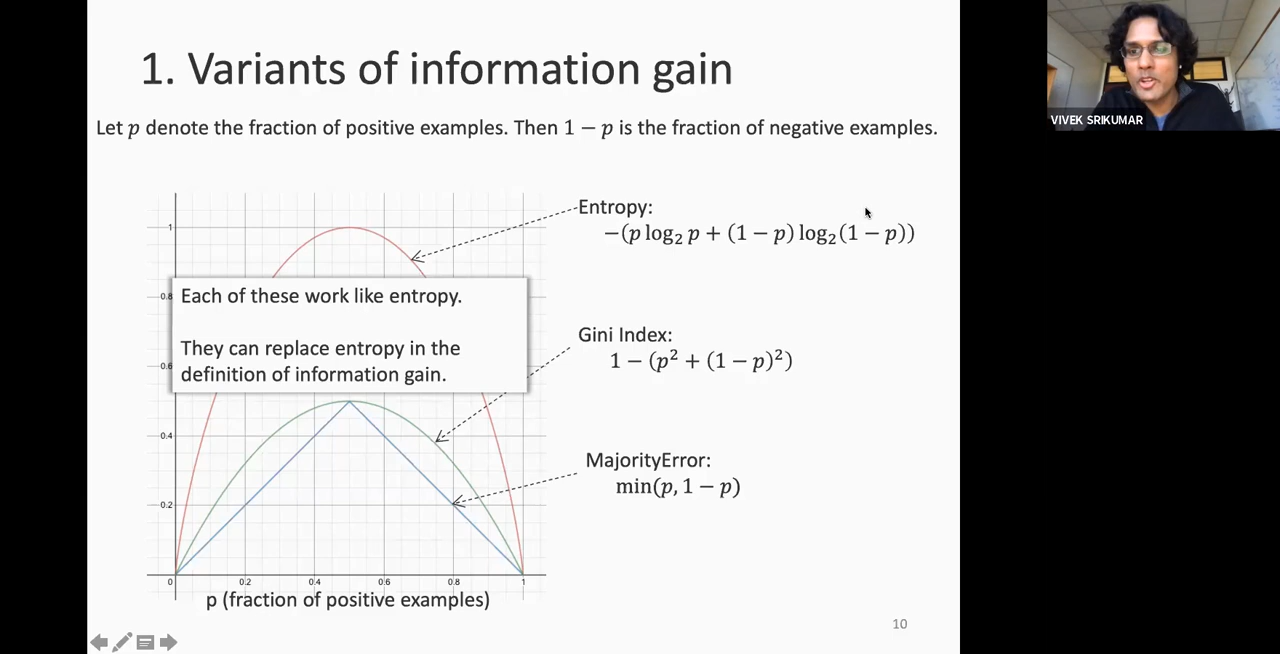 1. Variants of information gain
VIVEK SRIKUMAR
Let p denote the fraction of positive examples. Then 1 − p is the fraction of negative examples.
Entropy:
−(p log₂ p + (1 − p) log₂(1 − p))
1
0.8
Each of these work like entropy.
They can replace entropy in the
definition of information gain.
0.6
Gini Index:
1 − (p² + (1 − p)²)
0.4
MajorityError:
min(p, 1 − p)
0.2
0 0.2 0.4 0.6 0.8 1
p (fraction of positive examples)
10